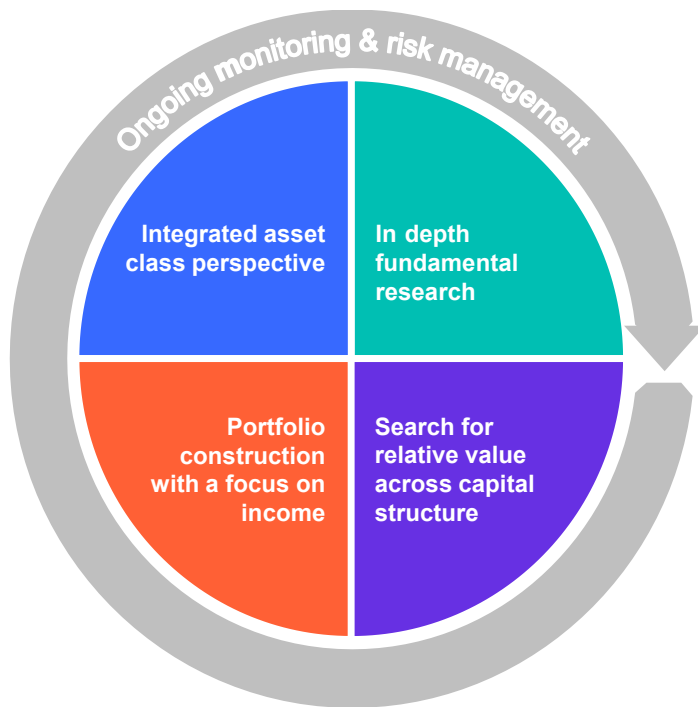 Ongoing monitoring & risk management
Integrated asset
class perspective
In depth
fundamental
research
Portfolio
construction
with a focus on
income
Search for
relative value
across capital
structure